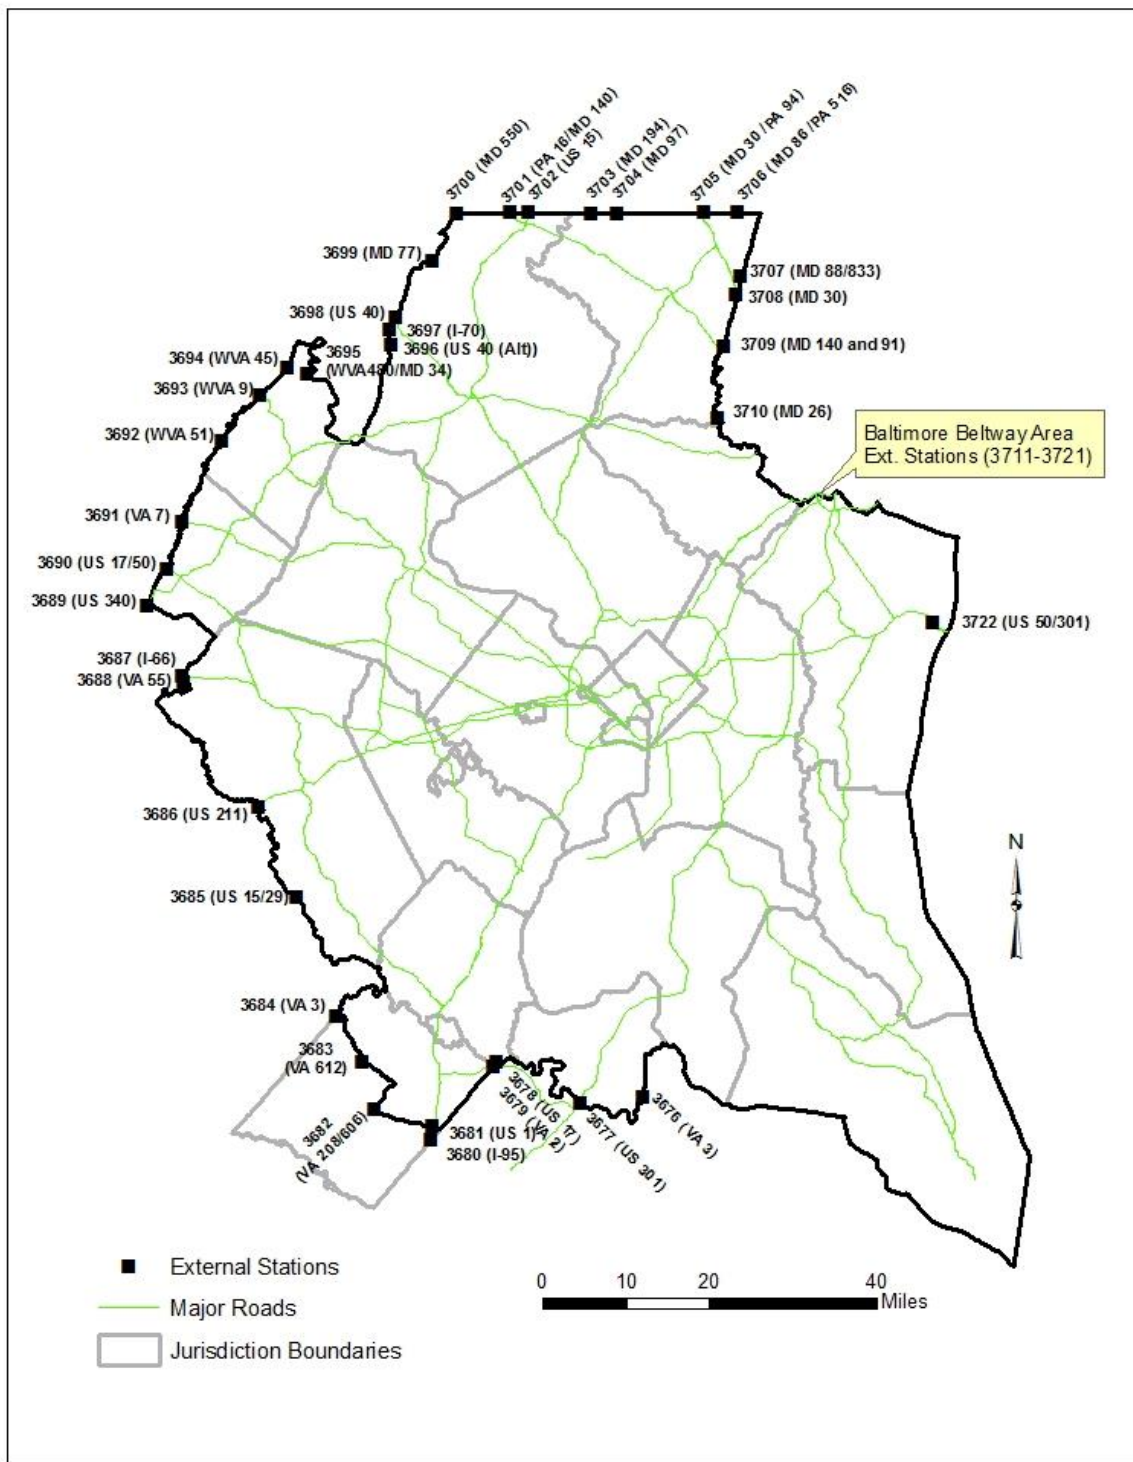 3700 (MD 550)
3701 (PA 16/MD 140)
3702 (US 15)
3703 (MD 194)
3704 (MD 97)
3705 (MD 30 /PA 94)
3706 (MD 86 /PA 516)
3699 (MD 77)
3707 (MD 88/833)
3708 (MD 30)
3698 (US 40)
3697 (I-70)
3696 (US 40 (Alt))
3709 (MD 140 and 91)
3694 (WVA 45)
3695
(WVA480/MD 34)
3693 (WVA 9)
3710 (MD 26)
3692 (WVA 51)
Baltimore Beltway Area
Ext. Stations (3711-3721)
3691 (VA 7)
3690 (US 17/50)
3689 (US 340)
3722 (US 50/301)
3687 (I-66)
3688 (VA 55)
3686 (US 211)
N
3685 (US 15/29)
3684 (VA 3)
3683
(VA 612)
3678 (US 17)
3679 (VA 2)
3677 (US 301)
3676 (VA 3)
3682
(VA 208/606)
3681 (US 1)
3680 (I-95)
External Stations
Major Roads
Jurisdiction Boundaries
0 10 20 40
Miles